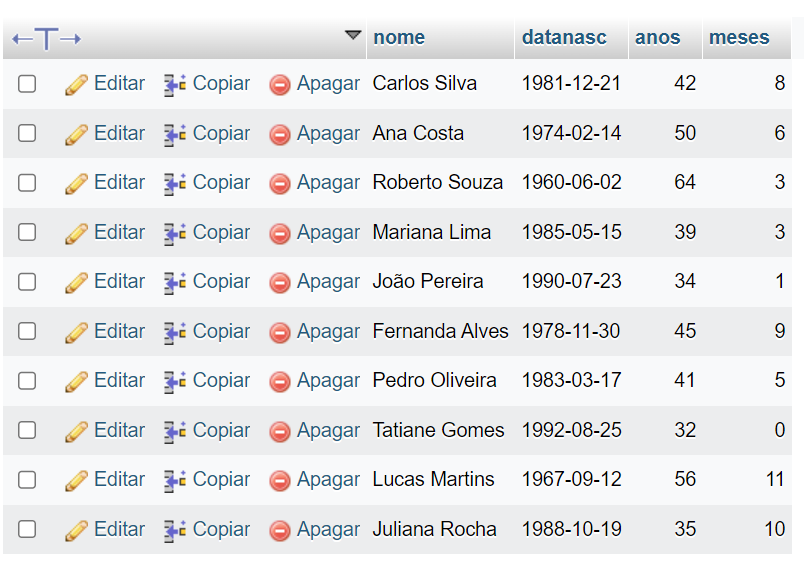 nome datanasc anos meses
Editar Copiar Apagar Carlos Silva 1981-12-21 42 8
Editar Copiar Apagar Ana Costa 1974-02-14 50 6
Editar Copiar Apagar Roberto Souza 1960-06-02 64 3
Editar Copiar Apagar Mariana Lima 1985-05-15 39 3
Editar Copiar Apagar João Pereira 1990-07-23 34 1
Editar Copiar Apagar Fernanda Alves 1978-11-30 45 9
Editar Copiar Apagar Pedro Oliveira 1983-03-17 41 5
Editar Copiar Apagar Tatiane Gomes 1992-08-25 32 0
Editar Copiar Apagar Lucas Martins 1967-09-12 56 11
Editar Copiar Apagar Juliana Rocha 1988-10-19 35 10